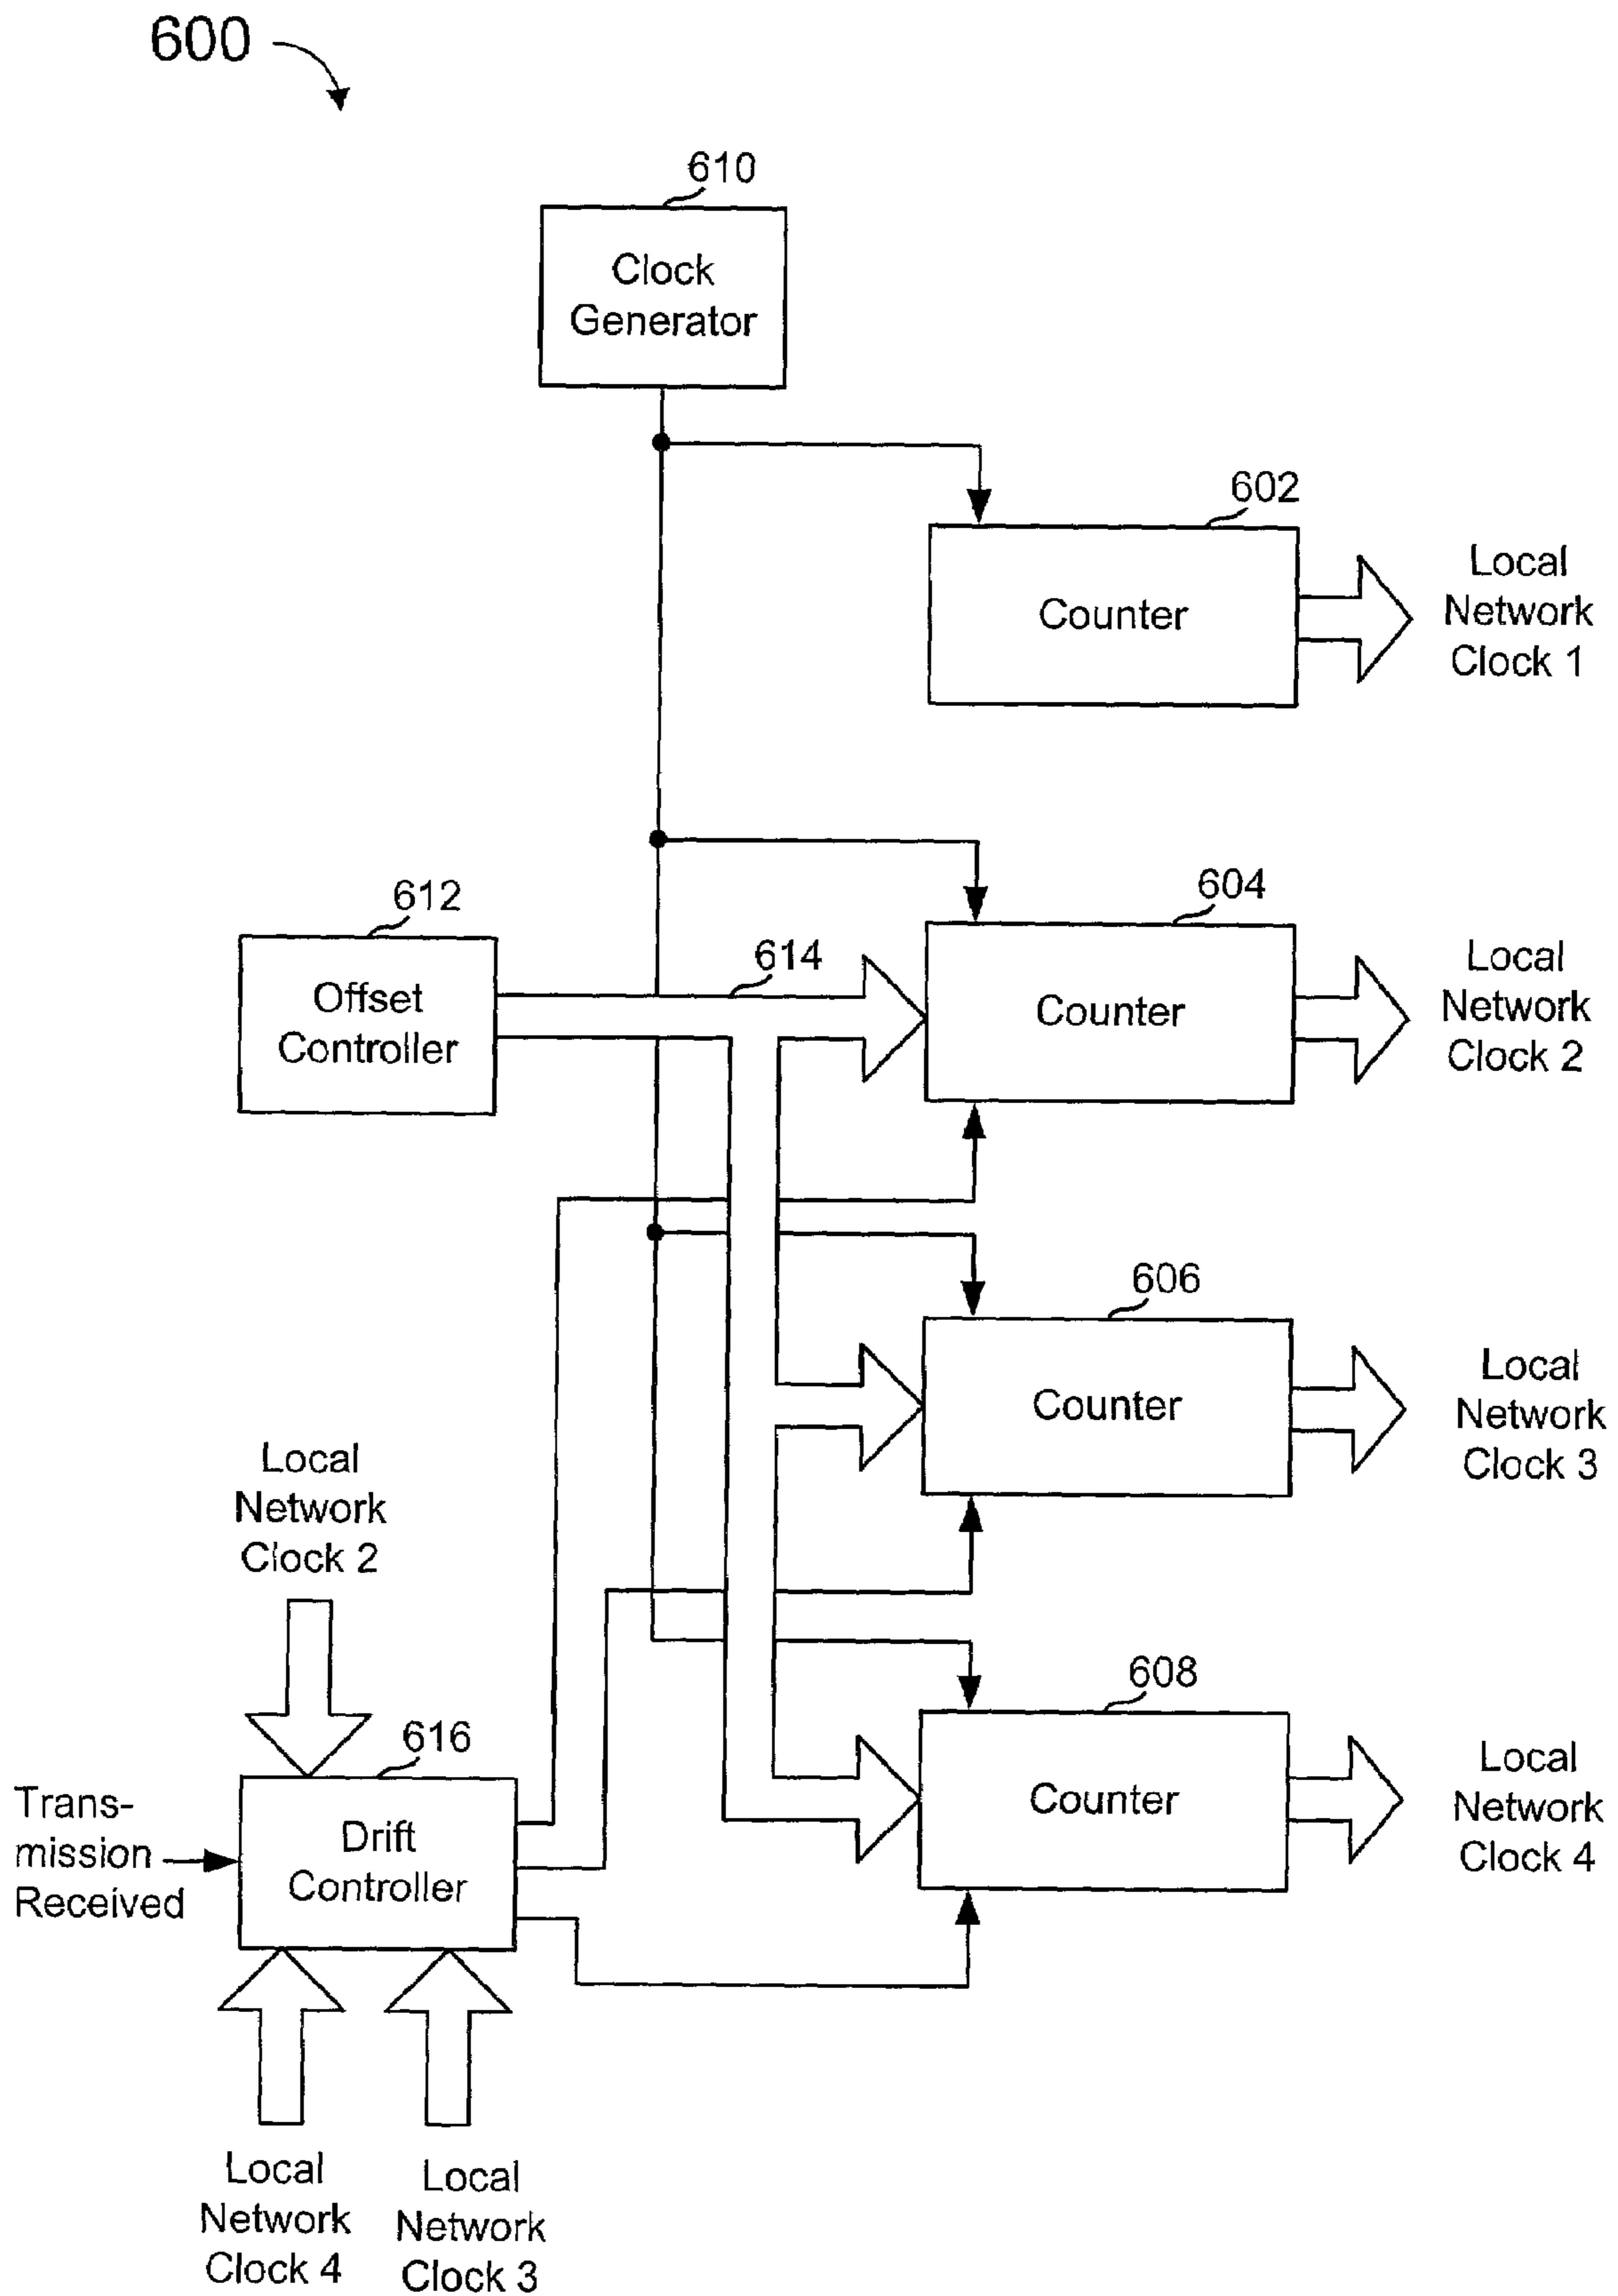 600
610
Clock
Generator
602
Counter
Local
Network
Clock 1
612
Offset
Controller
614
604
Counter
Local
Network
Clock 2
606
Counter
Local
Network
Clock 3
Local
Network
Clock 2
616
Trans-
mission
Received
Drift
Controller
608
Counter
Local
Network
Clock 4
Local
Network
Clock 4
Local
Network
Clock 3